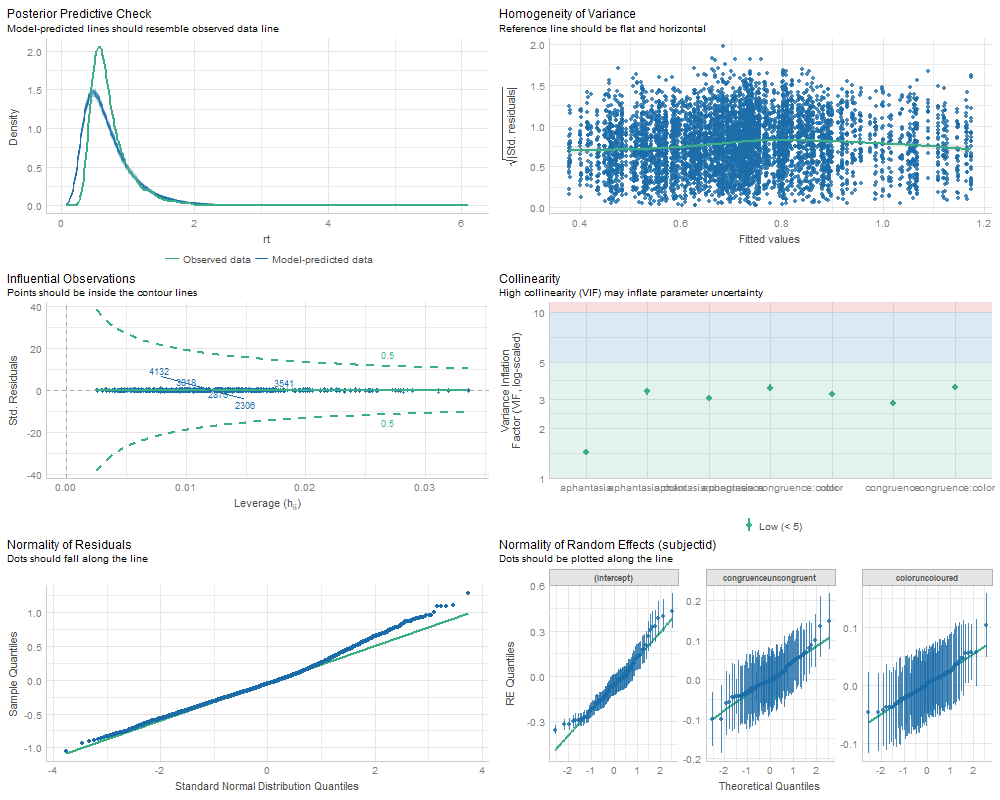 Posterior Predictive Check
Model-predicted lines should resemble observed data line
2.0
1.5
1.0
0.5
0.0
Density
0
2
4
6
rt
Observed data
Model-predicted data
Homogeneity of Variance
Reference line should be flat and horizontal
2.0
1.5
1.0
0.5
0.0
√|Std. residuals|
0.4
0.6
0.8
1.0
1.2
Fitted values
Influential Observations
Points should be inside the contour lines
40
20
0
-20
-40
Std. Residuals
0.5
0.5
4132
3541
2306
0.00
0.01
0.02
0.03
Leverage (hii)
Collinearity
High collinearity (VIF) may inflate parameter uncertainty
10
5
3
2
1
Variance Inflation
Factor (VIF, log-scaled)
aphantasia
congruence
congruence:color
Low (< 5)
Normality of Residuals
Dots should fall along the line
1.0
0.5
0.0
-0.5
-1.0
Sample Quantiles
-4
-2
0
2
4
Standard Normal Distribution Quantiles
Normality of Random Effects (subjectid)
Dots should be plotted along the line
(Intercept)
congruenceuncongruent
coloruncoloured
0.6
0.3
0.0
-0.3
RE Quantiles
0.2
0.1
0.0
-0.1
-0.2
0.1
0.0
-0.1
-2
-1
0
1
2
-2
-1
0
1
2
-2
-1
0
1
2
Theoretical Quantiles